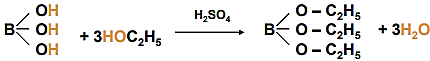 OH O – C₂H₅
B OH + 3HOC₂H₅ H₂SO₄ B O – C₂H₅ + 3H₂O
OH O – C₂H₅